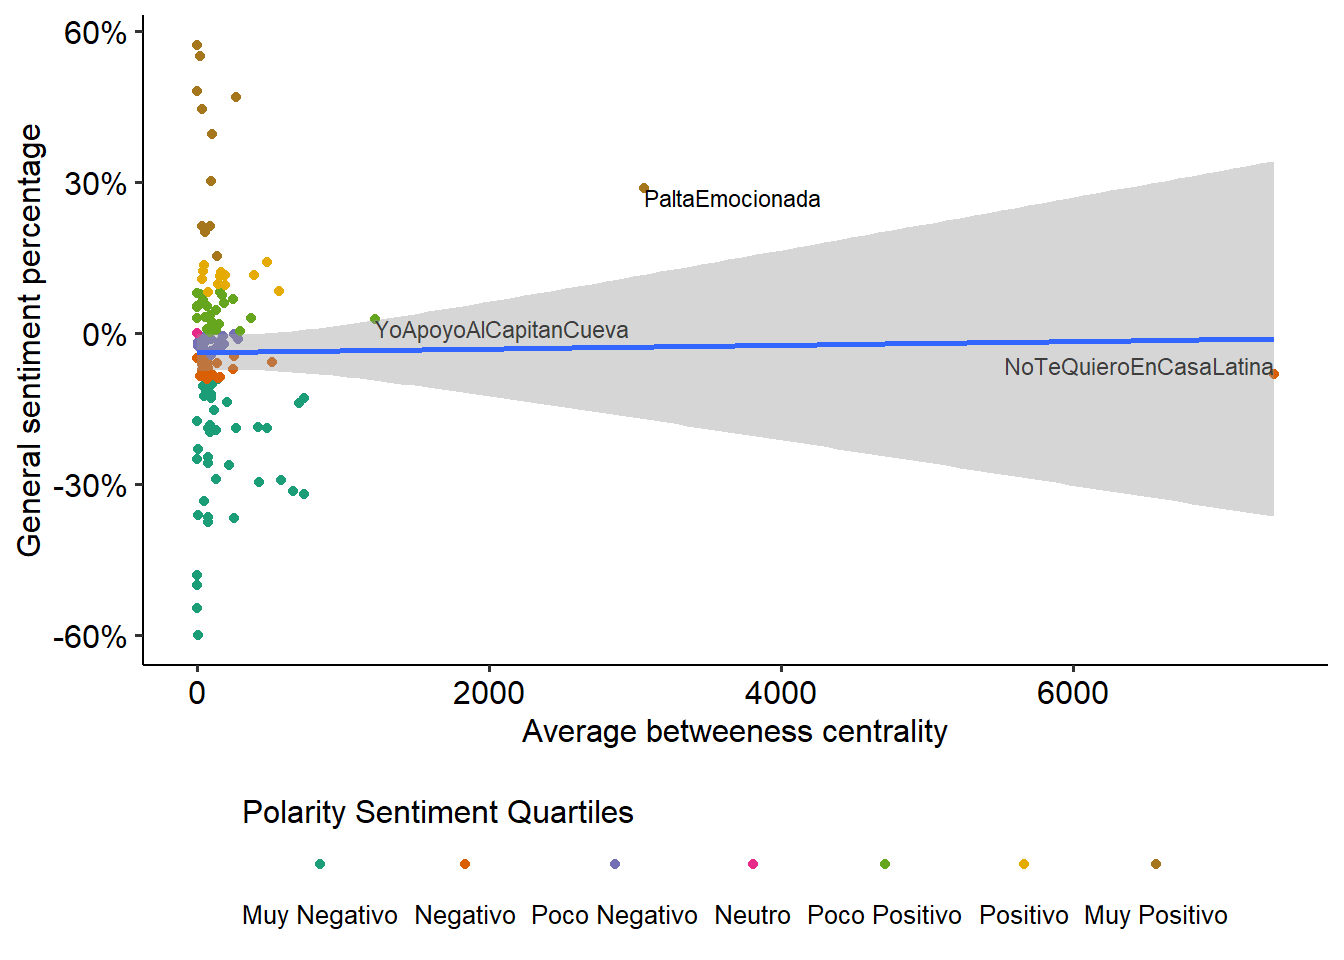 60%
30%
0%
-30%
-60%
General sentiment percentage
PaltaEmocionada
YoApoyoAlCapitanCueva
NoTeQuieroEnCasaLatina
0 2000 4000 6000
Average betweeness centrality
Polarity Sentiment Quartiles
Muy Negativo Negativo Poco Negativo Neutro Poco Positivo Positivo Muy Positivo